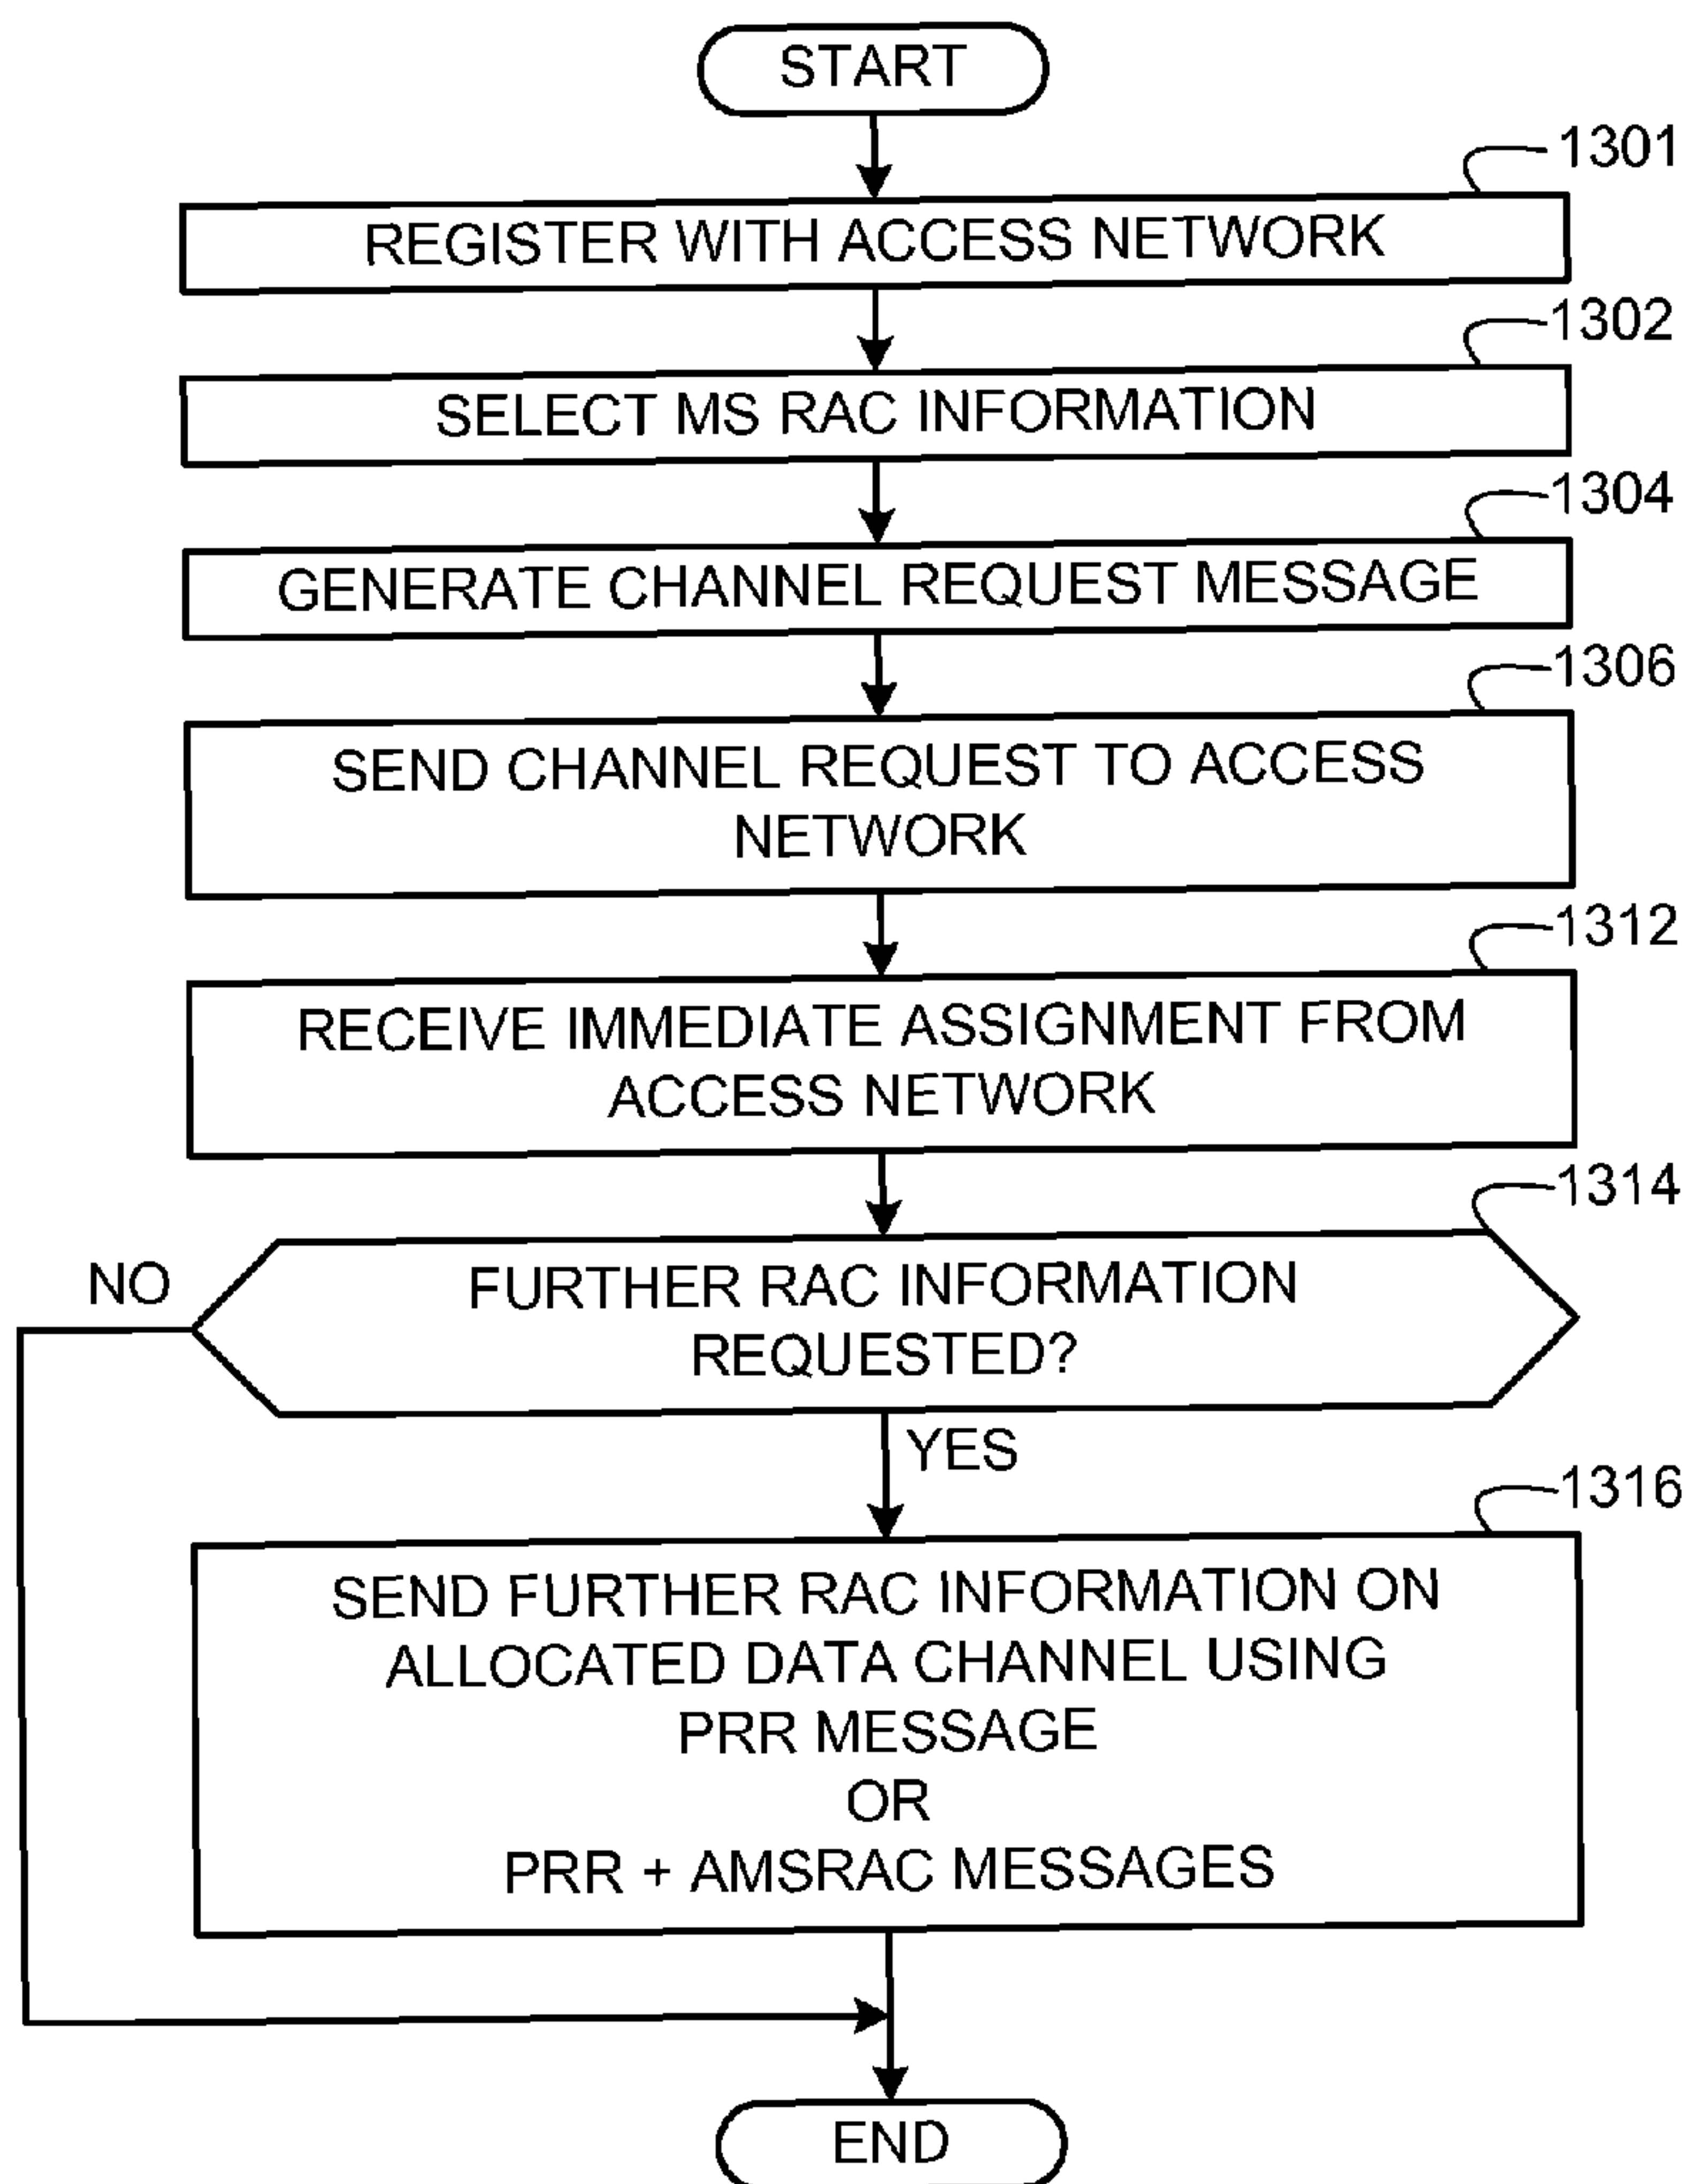 START
1301
REGISTER WITH ACCESS NETWORK
1302
SELECT MS RAC INFORMATION
1304
GENERATE CHANNEL REQUEST MESSAGE
1306
SEND CHANNEL REQUEST TO ACCESS
NETWORK
1312
RECEIVE IMMEDIATE ASSIGNMENT FROM
ACCESS NETWORK
1314
NO
FURTHER RAC INFORMATION
REQUESTED?
YES
1316
SEND FURTHER RAC INFORMATION ON
ALLOCATED DATA CHANNEL USING
PRR MESSAGE
OR
PRR + AMSRAC MESSAGES
END